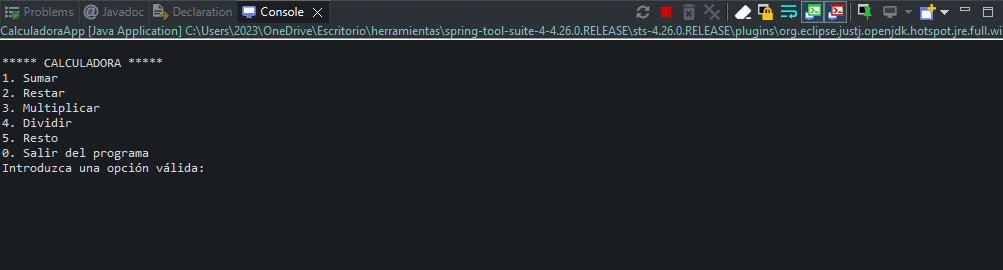 Problems @ Javadoc Declaration Console
CalculadoraApp [Java Application] C:\Users\2023\OneDrive\Escritorio\herramientas\spring-tool-suite-4-4.26.0.RELEASE\sts-4.26.0.RELEASE\plugins\org.eclipse.justj.openjdk.hotspot.jre.full.wi
***** CALCULADORA *****
1. Sumar
2. Restar
3. Multiplicar
4. Dividir
5. Resto
0. Salir del programa
Introduzca una opción válida: